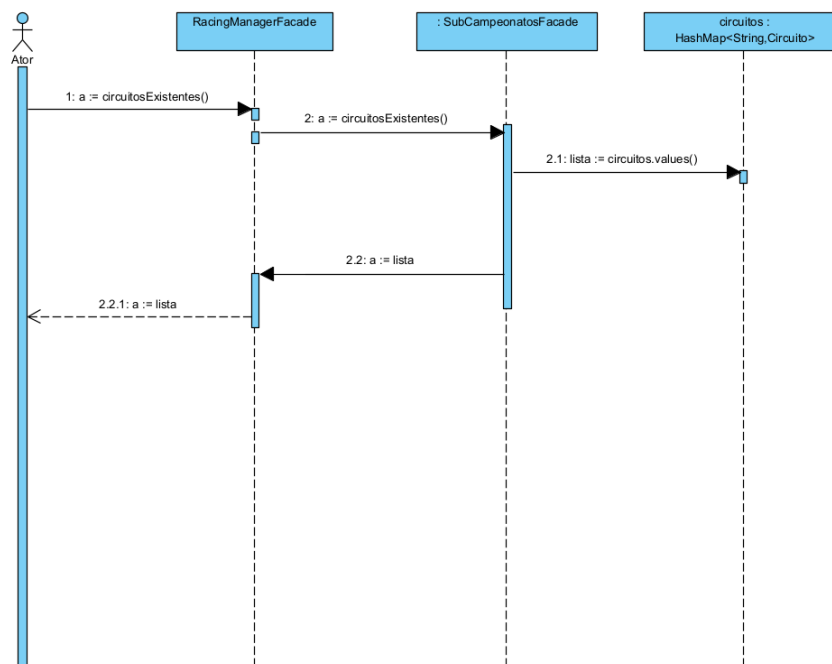 Ator
RacingManagerFacade
: SubCampeonatosFacade
circuitos :
HashMap<String,Circuito>
1: a := circuitosExistentes()
2: a := circuitosExistentes()
2.1: lista := circuitos.values()
2.2: a := lista
2.2.1: a := lista